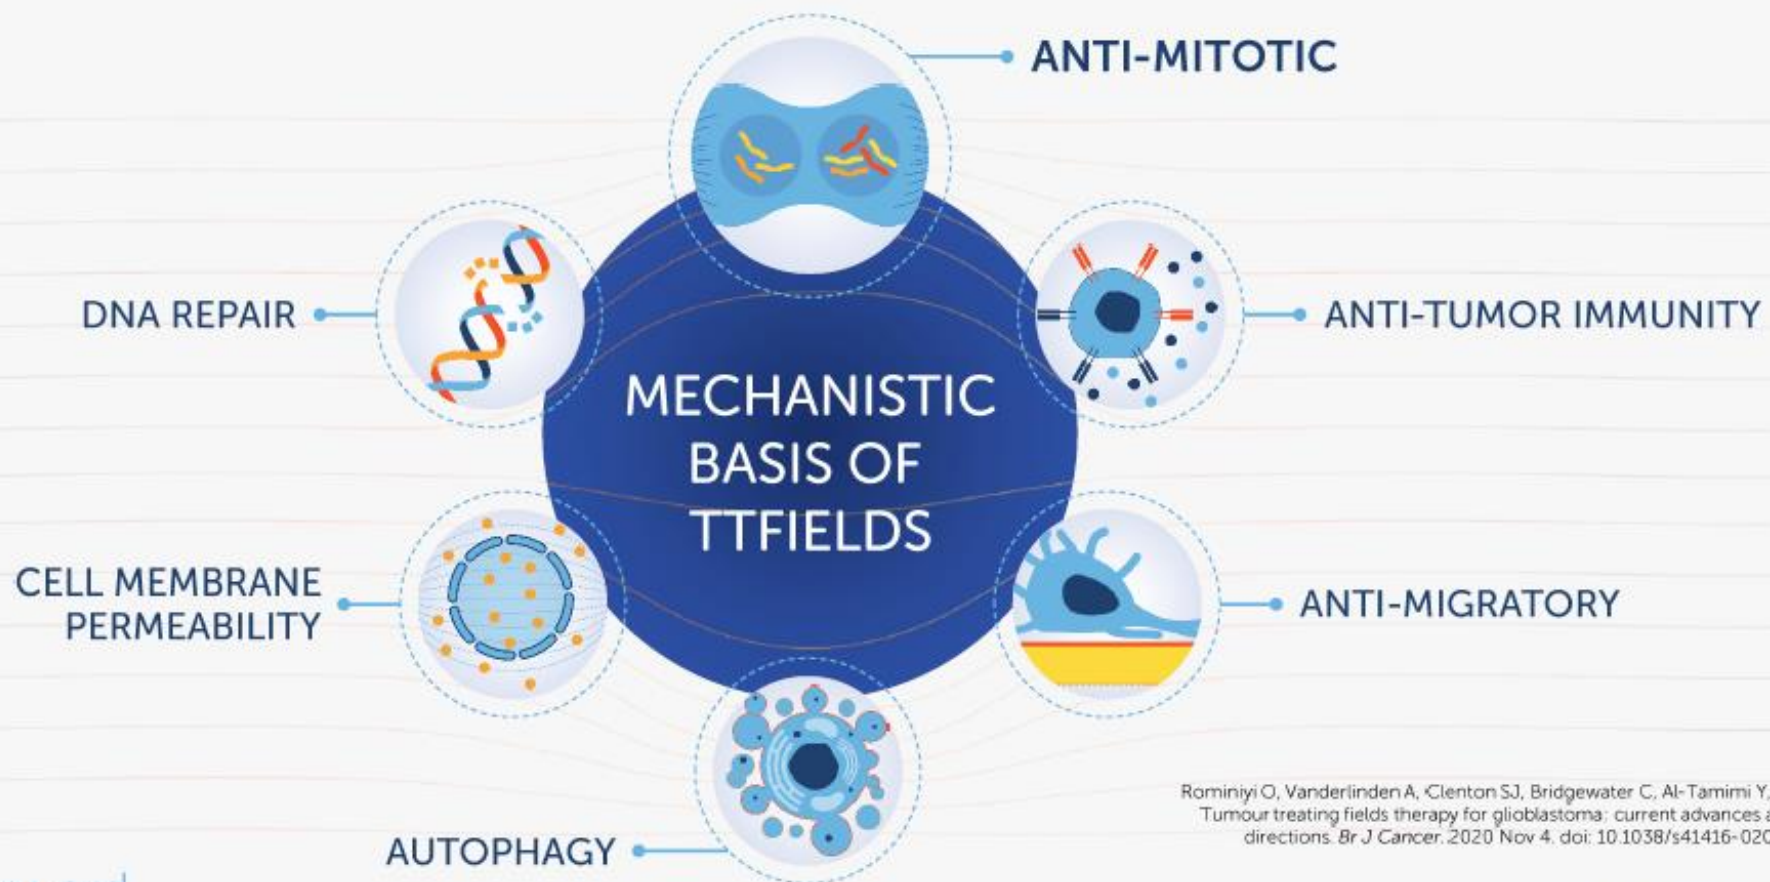 ANTI-MITOTIC
DNA REPAIR
ANTI-TUMOR IMMUNITY
MECHANISTIC
BASIS OF
TTFIELDS
CELL MEMBRANE
PERMEABILITY
ANTI-MIGRATORY
AUTOPHAGY
Rominiyi O, Vanderlinden A, Clenton SJ, Bridgewater C, Al-Tamimi Y,
Tumour treating fields therapy for glioblastoma: current advances a
directions. Br J Cancer. 2020 Nov 4. doi: 10.1038/s41416-020